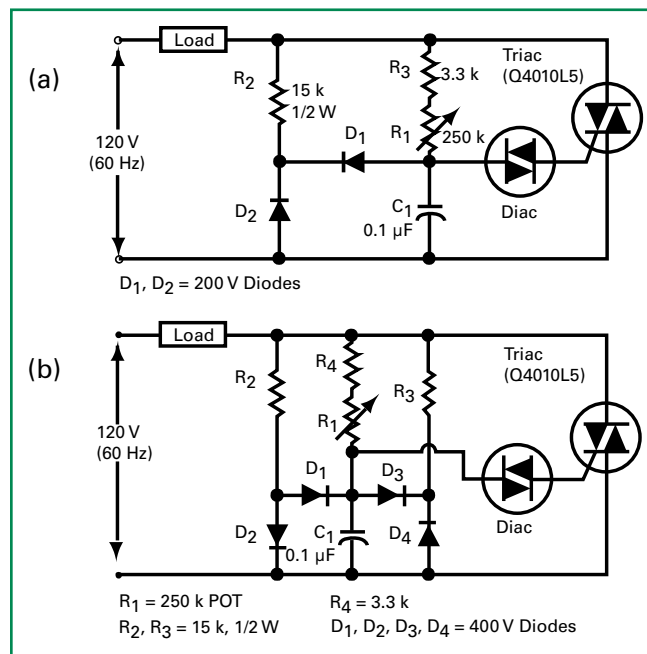 (a)
Load
Triac
(Q4010L5)
R2
15 k
1/2 W
R3
3.3 k
R1
250 k
D1
120 V
(60 Hz)
D2
C1
0.1 µF
Diac
D1, D2 = 200 V Diodes
(b)
Load
Triac
(Q4010L5)
R2
R4
R3
R1
120 V
(60 Hz)
D1
D3
D2
C1
0.1 µF
D4
Diac
R1 = 250 k POT
R2, R3 = 15 k, 1/2 W
R4 = 3.3 k
D1, D2, D3, D4 = 400 V Diodes